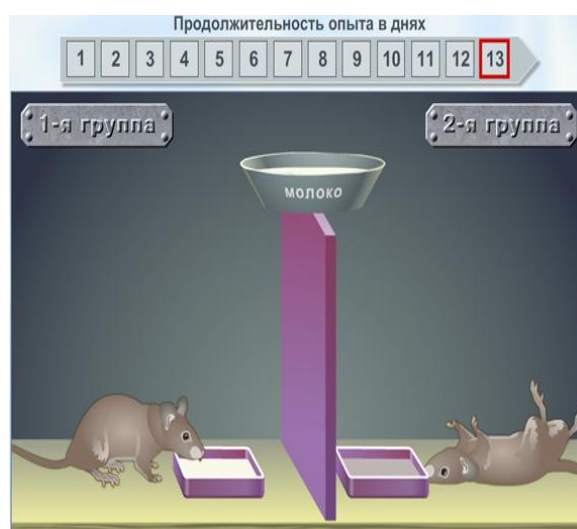 Продолжительность опыта в днях
1 2 3 4 5 6 7 8 9 10 11 12 13
1-я группа
2-я группа
МОЛОКО